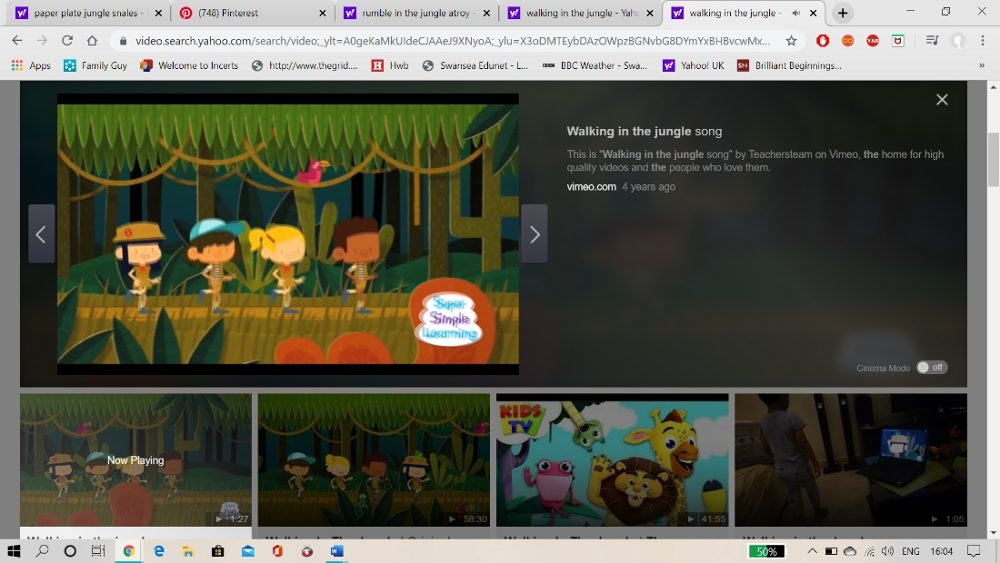 paper plate jungle snales -
(748) Pinterest
rumble in the jungle atroy -
walking in the jungle - Yah
walking in the jungle -
video.search.yahoo.com/search/video;_ylt=A0geKaMkUIdeCJAAeJ9XNyoA;_ylu=X3oDMTEybDAzOWpzBGNvbG8DYmYxBHBvcwMx...
Apps
Family Guy
Welcome to Incerts
http://www.thegrid....
Hwb
Swansea Edunet - L...
BBC Weather - Swa...
Yahoo! UK
Brilliant Beginnings...
»
Walking in the jungle song
This is "Walking in the jungle song" by Teachersteam on Vimeo, the home for high
quality videos and the people who love them.
vimeo.com 4 years ago
Super
Simple
Learning
Cinema Mode off
Now Playing
1:27
58:30
KIDS
TV
41:55
1:05
50%
ENG
16:04